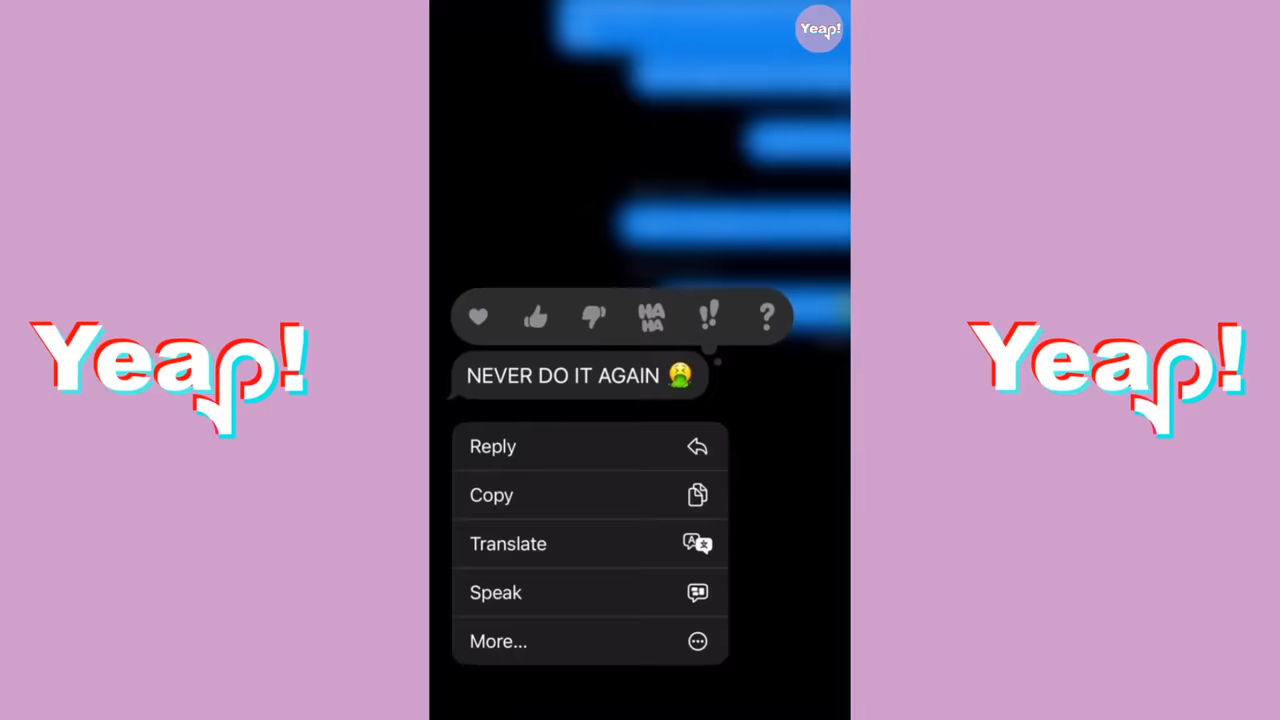 Yeap!
HA
HA
NEVER DO IT AGAIN 🤮
Reply
Copy
Translate
Speak
More...
Yeap!
Yeap!